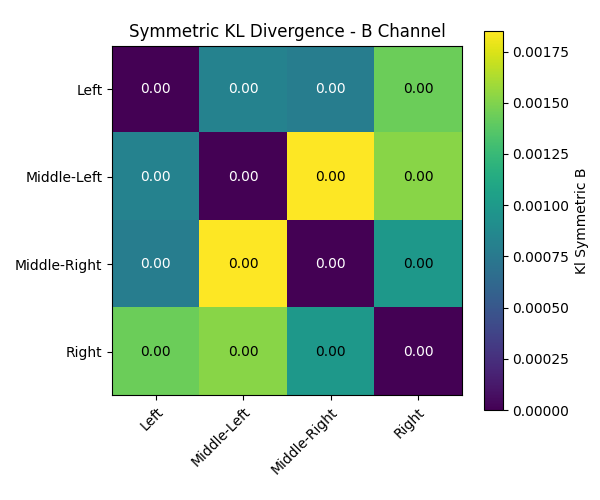 Symmetric KL Divergence - B Channel
Left
0.00 0.00 0.00 0.00
Middle-Left
0.00 0.00 0.00 0.00
Middle-Right
0.00 0.00 0.00 0.00
Right
0.00 0.00 0.00 0.00
Left
Middle-Left
Middle-Right
Right
0.00175
0.00150
0.00125
0.00100
0.00075
0.00050
0.00025
0.00000
Kl Symmetric B